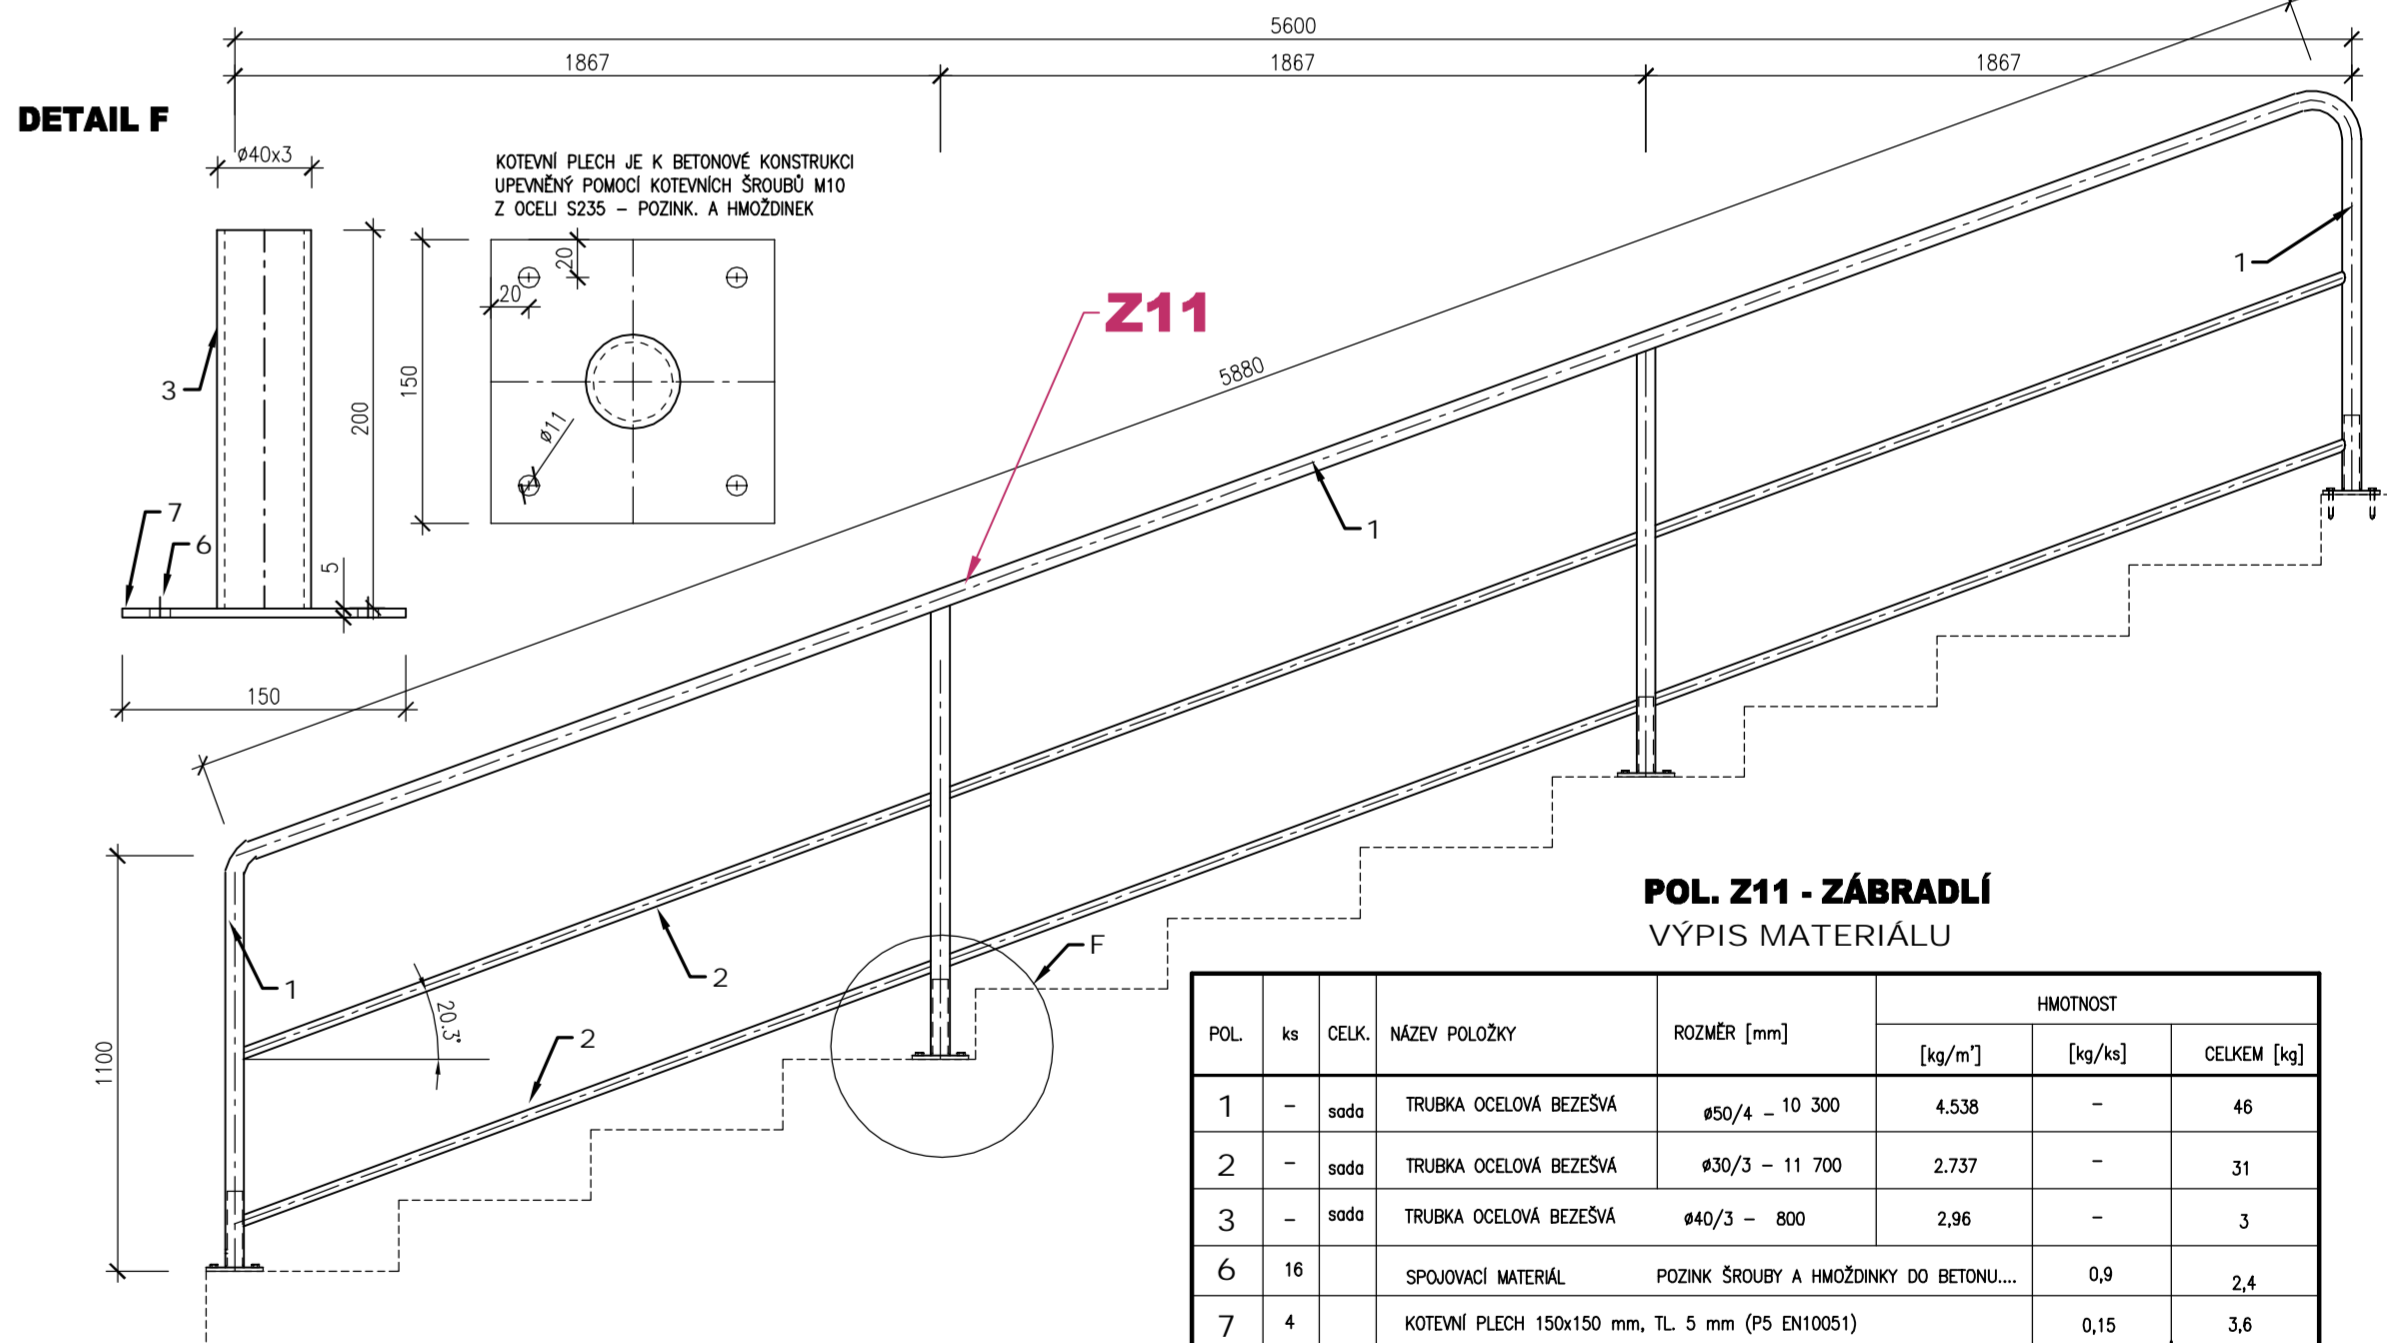 5600
1867
1867
1867
DETAIL F
ø40x3
KOTEVNÍ PLECH JE K BETONOVÉ KONSTRUKCI
UPEVNĚNÝ POMOCÍ KOTEVNÍCH ŠROUBŮ M10
Z OCELI S235 – POZINK. A HMOŽDINEK
20
20
150
200
ø11
3
7
6
5
150
Z11
5880
1
1
1
2
2
20.3°
1100
F
POL. Z11 - ZÁBRADLÍ
VÝPIS MATERIÁLU
POL. ks CELK. NÁZEV POLOŽKY ROZMĚR [mm] HMOTNOST
[kg/m'] [kg/ks] CELKEM [kg]
1 – sada TRUBKA OCELOVÁ BEZEŠVÁ ø50/4 – 10 300 4.538 – 46
2 – sada TRUBKA OCELOVÁ BEZEŠVÁ ø30/3 – 11 700 2.737 – 31
3 – sada TRUBKA OCELOVÁ BEZEŠVÁ ø40/3 – 800 2,96 – 3
6 16 SPOJOVACÍ MATERIÁL POZINK ŠROUBY A HMOŽDINKY DO BETONU.... 0,9 2,4
7 4 KOTEVNÍ PLECH 150x150 mm, TL. 5 mm (P5 EN10051) 0,15 3,6